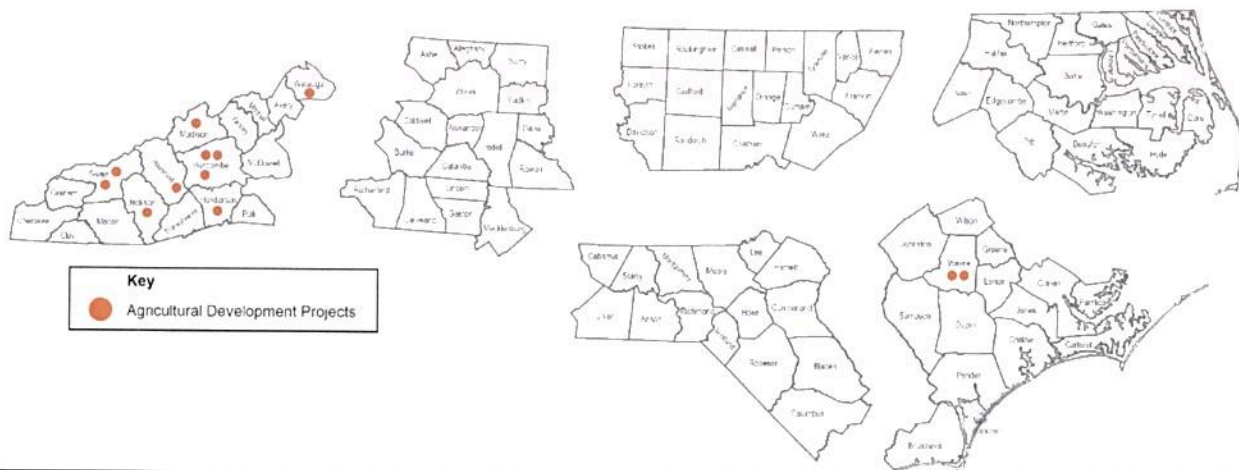 Watauga
Avery
Mitchell
Yancey
Madison
McDowell
Buncombe
Haywood
Swain
Graham
Jackson
Henderson
Polk
Transylvania
Macon
Cherokee
Clay
Key
Agricultural Development Projects
Ashe
Alleghany
Surry
Wilkes
Yadkin
Caldwell
Alexander
Davie
Iredell
Burke
Catawba
Rowan
Rutherford
Lincoln
Cleveland
Gaston
Mecklenburg
Stokes
Rockingham
Caswell
Person
Granville
Vance
Warren
Forsyth
Guilford
Alamance
Orange
Durham
Franklin
Davidson
Randolph
Chatham
Wake
Northampton
Gates
Hertford
Halifax
Bertie
Nash
Edgecombe
Martin
Washington
Tyrrell
Dare
Pitt
Beaufort
Hyde
Cabarrus
Stanly
Montgomery
Moore
Lee
Harnett
Union
Anson
Richmond
Hoke
Cumberland
Scotland
Robeson
Bladen
Columbus
Wilson
Johnston
Greene
Wayne
Lenoir
Craven
Pamlico
Sampson
Duplin
Jones
Onslow
Carteret
Pender
Brunswick